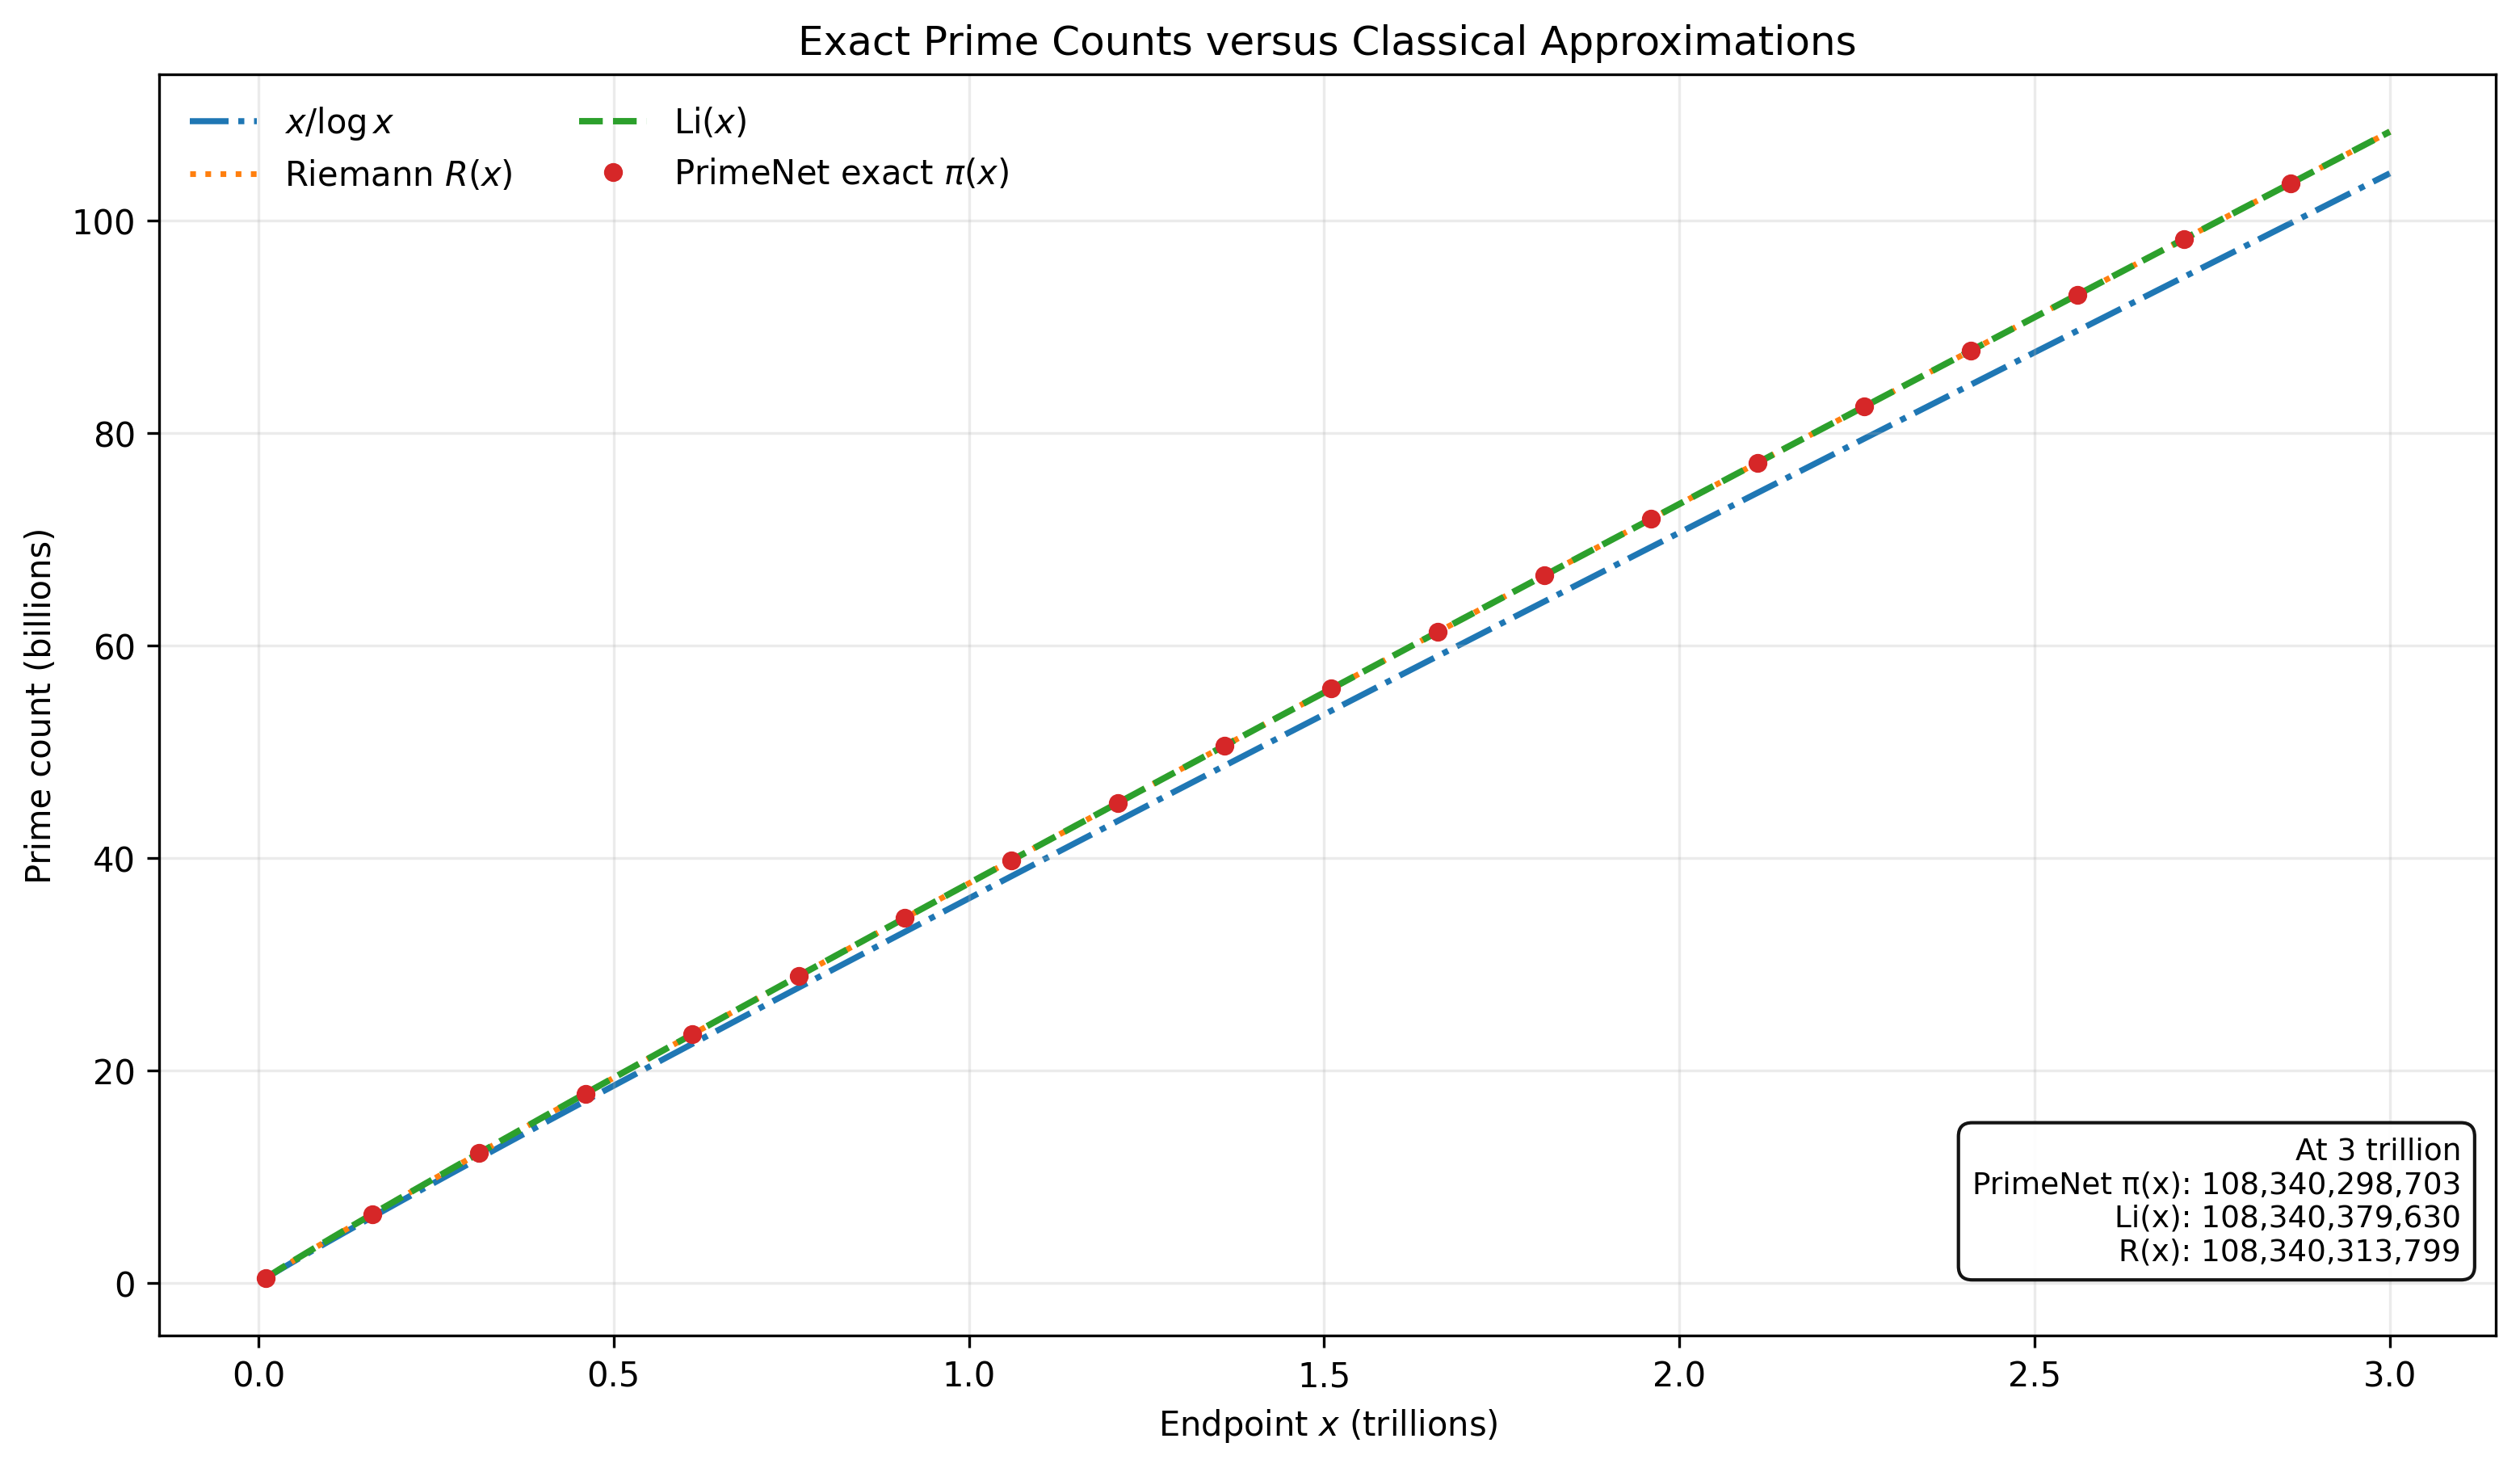 Exact Prime Counts versus Classical Approximations
x/log x
Riemann R(x)
Li(x)
PrimeNet exact π(x)
Prime count (billions)
100
80
60
40
20
0
At 3 trillion
PrimeNet π(x): 108,340,298,703
Li(x): 108,340,379,630
R(x): 108,340,313,799
0.0 0.5 1.0 1.5 2.0 2.5 3.0
Endpoint x (trillions)